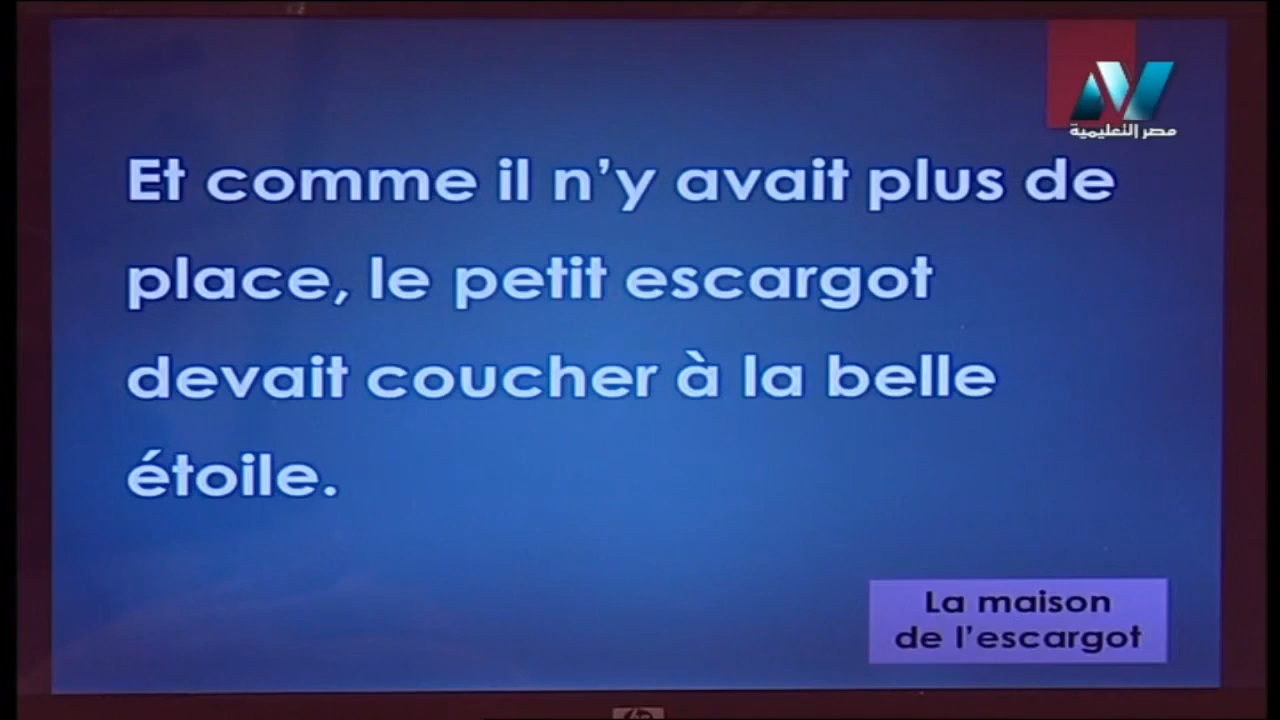 مصر التعليمية
Et comme il n’y avait plus de
place, le petit escargot
devait coucher à la belle
étoile.
La maison
de l’escargot
hp